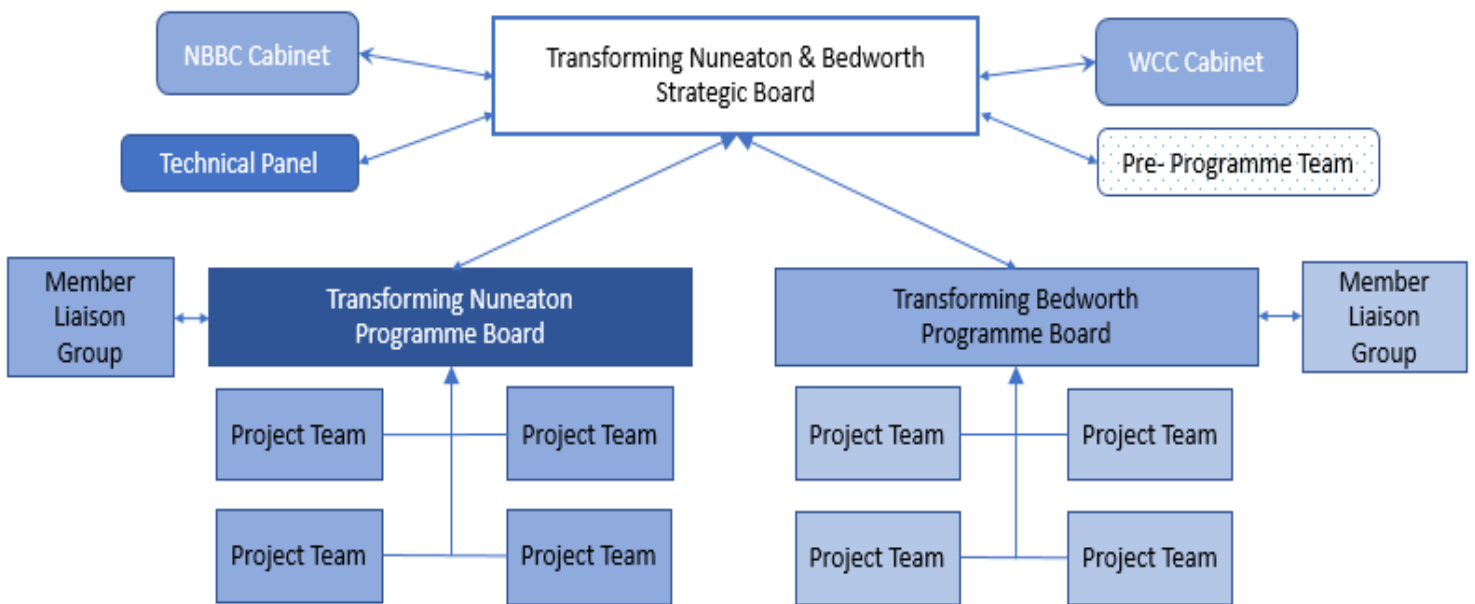 NBBC Cabinet
Transforming Nuneaton & Bedworth
Strategic Board
WCC Cabinet
Technical Panel
Pre- Programme Team
Member
Liaison
Group
Transforming Nuneaton
Programme Board
Transforming Bedworth
Programme Board
Member
Liaison
Group
Project Team
Project Team
Project Team
Project Team
Project Team
Project Team
Project Team
Project Team